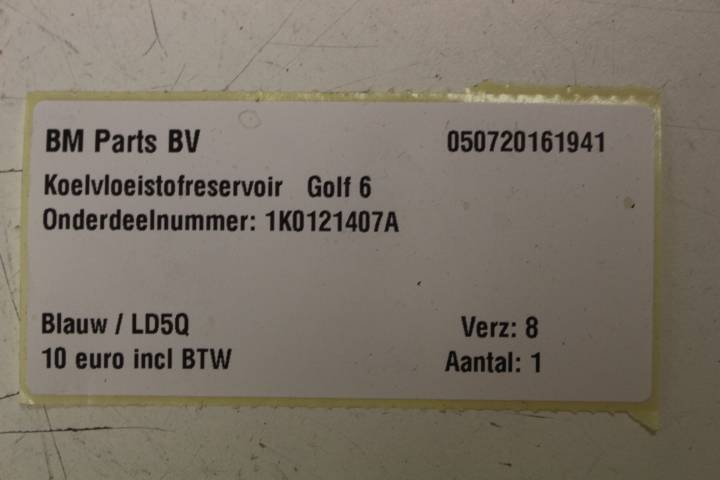 BM Parts BV 050720161941
Koelvloeistofreservoir Golf 6
Onderdeelnummer: 1K0121407A
Blauw / LD5Q Verz: 8
10 euro incl BTW Aantal: 1